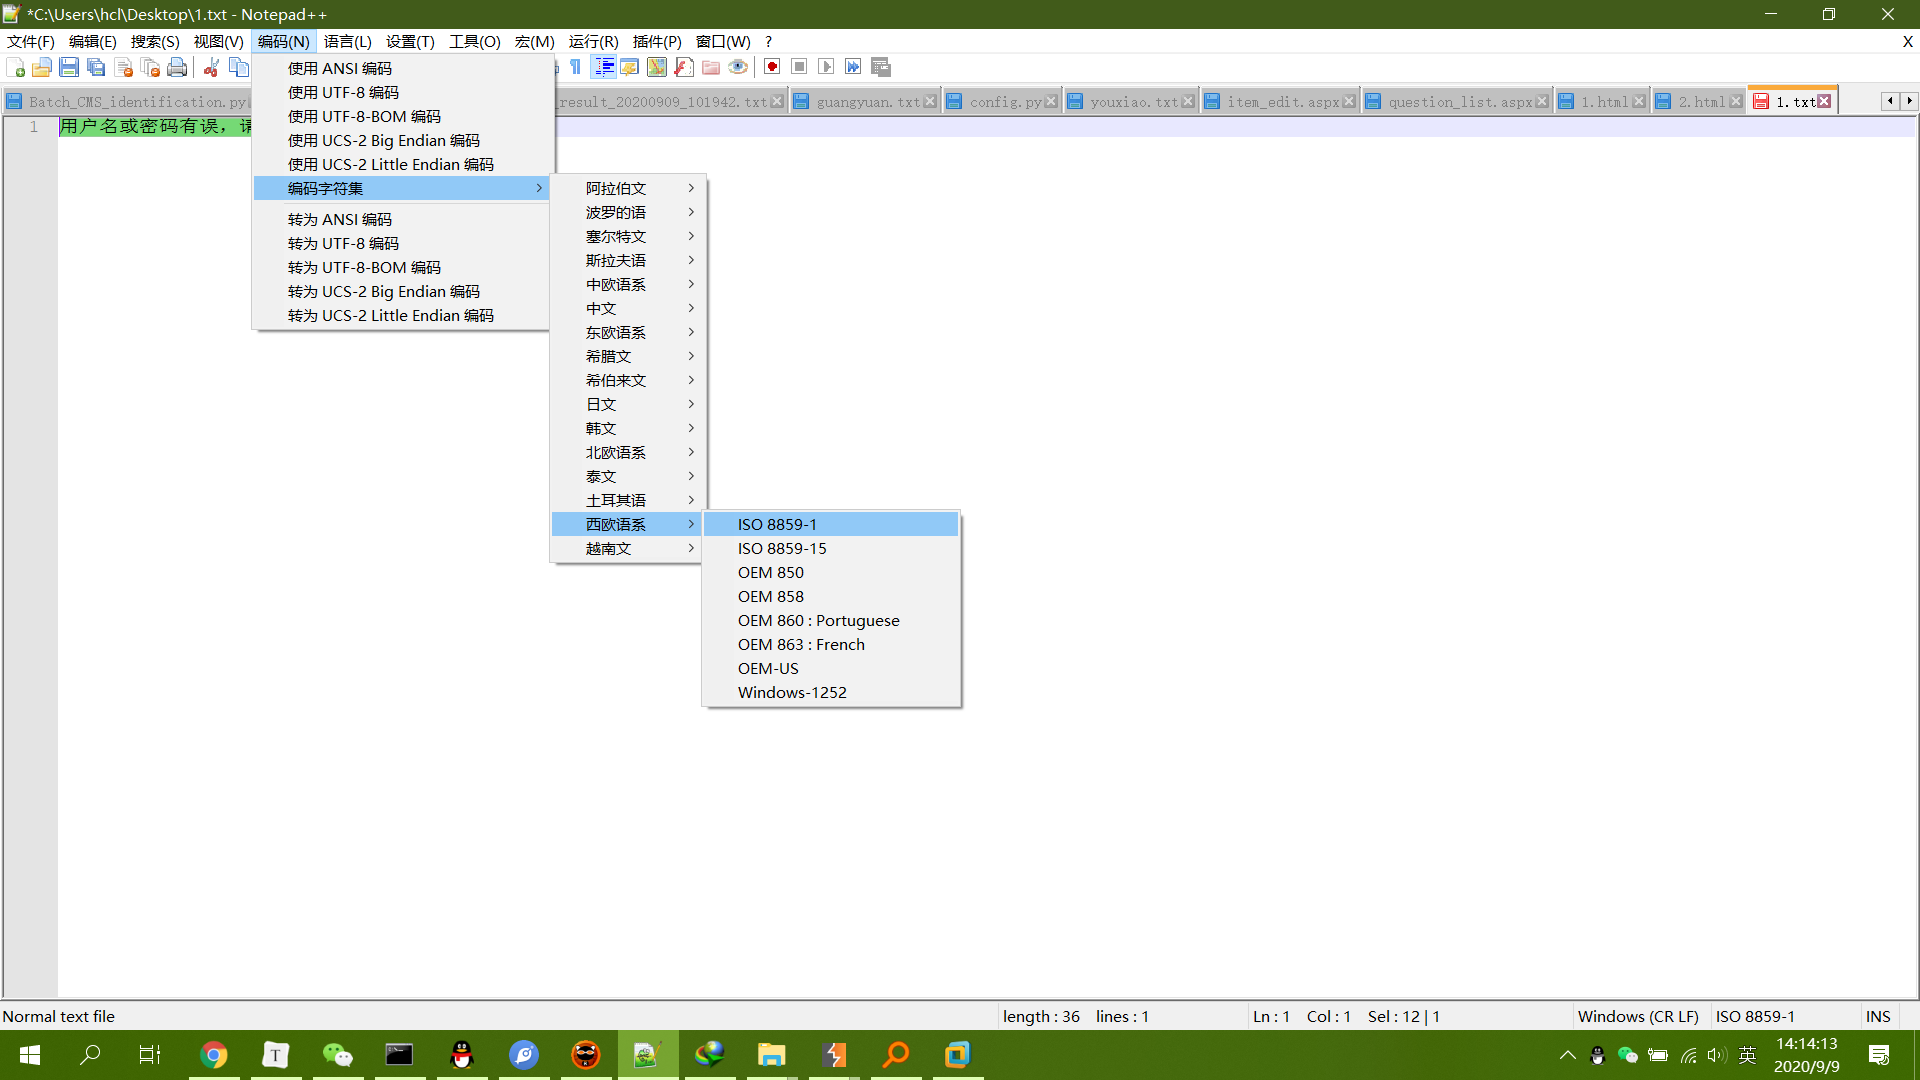 *C:\Users\hcl\Desktop\1.txt - Notepad++
文件(F) 编辑(E) 搜索(S) 视图(V) 编码(N) 语言(L) 设置(T) 工具(O) 宏(M) 运行(R) 插件(P) 窗口(W) ? X
Batch_CMS_identification.py result_20200909_101942.txt guangyuan.txt config.py youxiao.txt item_edit.aspx question_list.aspx 1.html 2.html 1.txt
1 用户名或密码有误，请
使用 ANSI 编码
使用 UTF-8 编码
使用 UTF-8-BOM 编码
使用 UCS-2 Big Endian 编码
使用 UCS-2 Little Endian 编码
编码字符集
转为 ANSI 编码
转为 UTF-8 编码
转为 UTF-8-BOM 编码
转为 UCS-2 Big Endian 编码
转为 UCS-2 Little Endian 编码
阿拉伯文
波罗的语
塞尔特文
斯拉夫语
中欧语系
中文
东欧语系
希腊文
希伯来文
日文
韩文
北欧语系
泰文
土耳其语
西欧语系
越南文
ISO 8859-1
ISO 8859-15
OEM 850
OEM 858
OEM 860 : Portuguese
OEM 863 : French
OEM-US
Windows-1252
Normal text file length : 36 lines : 1 Ln : 1 Col : 1 Sel : 12 | 1 Windows (CR LF) ISO 8859-1 INS
T 英 14:14:13
2020/9/9